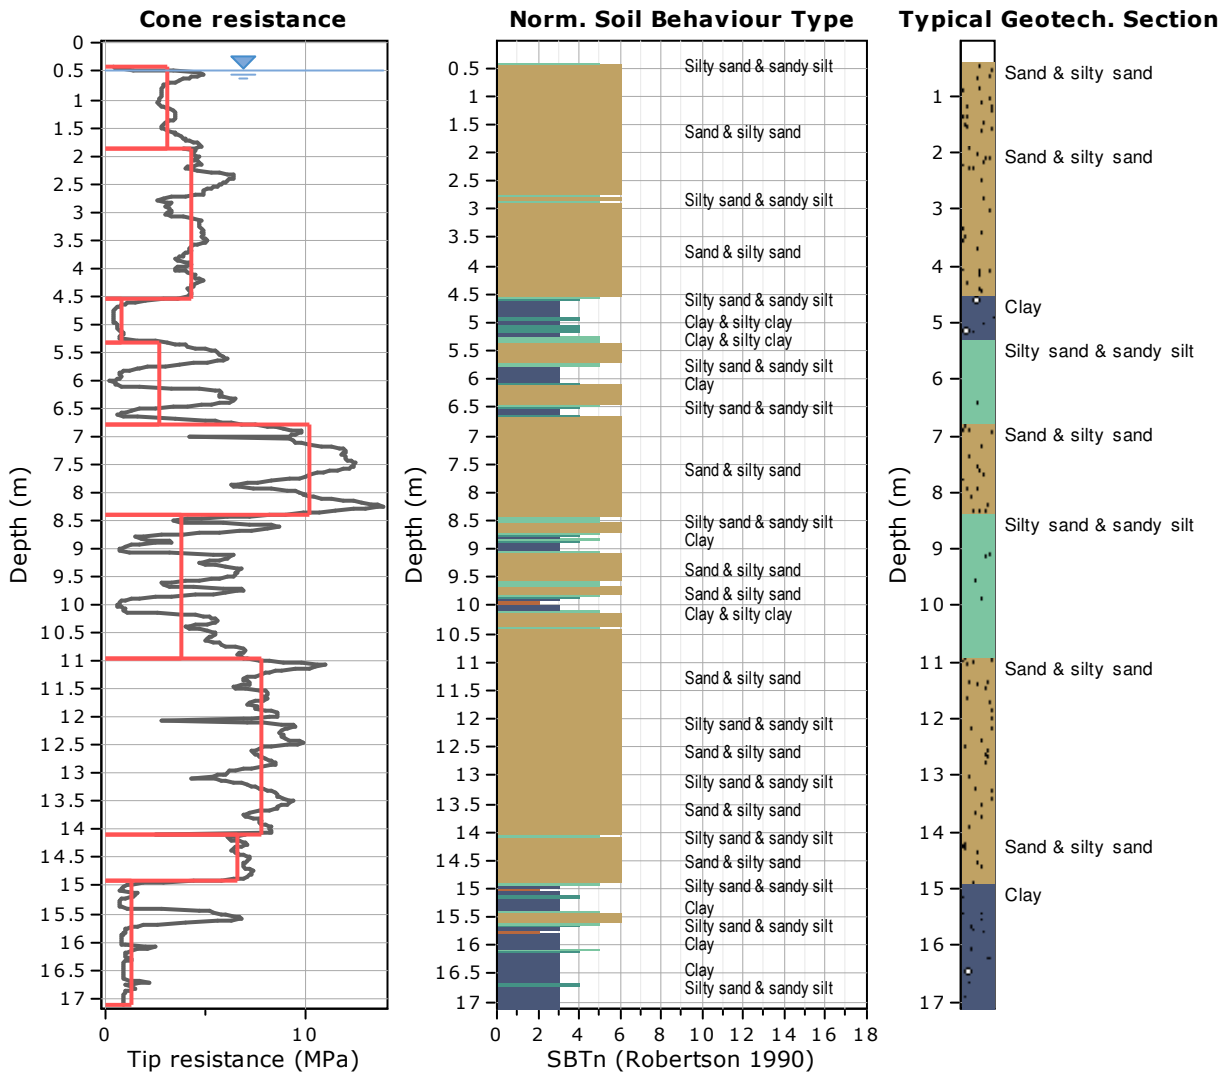 Cone resistance
0
0.5
1
1.5
2
2.5
3
3.5
4
4.5
5
5.5
6
6.5
7
7.5
8
8.5
9
9.5
10
10.5
11
11.5
12
12.5
13
13.5
14
14.5
15
15.5
16
16.5
17
Depth (m)
0
10
Tip resistance (MPa)
Norm. Soil Behaviour Type
0.5
1
1.5
2
2.5
3
3.5
4
4.5
5
5.5
6
6.5
7
7.5
8
8.5
9
9.5
10
10.5
11
11.5
12
12.5
13
13.5
14
14.5
15
15.5
16
16.5
17
Depth (m)
Silty sand & sandy silt
Sand & silty sand
Silty sand & sandy silt
Sand & silty sand
Silty sand & sandy silt
Clay & silty clay
Clay & silty clay
Silty sand & sandy silt
Clay
Silty sand & sandy silt
Sand & silty sand
Silty sand & sandy silt
Clay
Sand & silty sand
Sand & silty sand
Clay & silty clay
Sand & silty sand
Silty sand & sandy silt
Sand & silty sand
Silty sand & sandy silt
Sand & silty sand
Silty sand & sandy silt
Sand & silty sand
Silty sand & sandy silt
Clay
Silty sand & sandy silt
Clay
Clay
Silty sand & sandy silt
0 2 4 6 8 10 12 14 16 18
SBTn (Robertson 1990)
Typical Geotech. Section
1
2
3
4
5
6
7
8
9
10
11
12
13
14
15
16
17
Depth (m)
Sand & silty sand
Sand & silty sand
Clay
Silty sand & sandy silt
Sand & silty sand
Silty sand & sandy silt
Sand & silty sand
Sand & silty sand
Clay